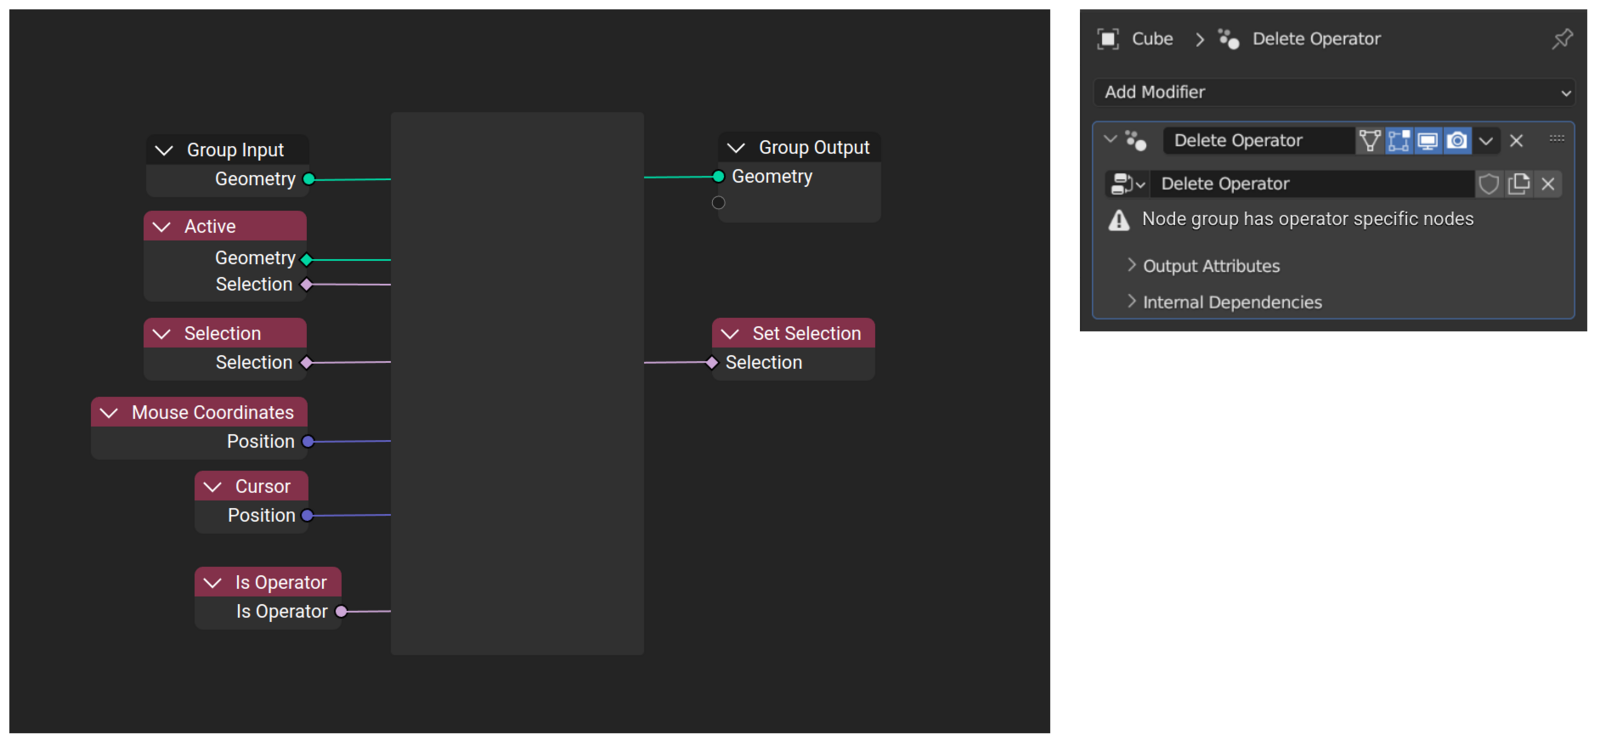 Group Input
Geometry
Active
Geometry
Selection
Selection
Selection
Mouse Coordinates
Position
Cursor
Position
Is Operator
Is Operator
Group Output
Geometry
Set Selection
Selection
Cube > Delete Operator
Add Modifier
Delete Operator
Delete Operator
Node group has operator specific nodes
Output Attributes
Internal Dependencies